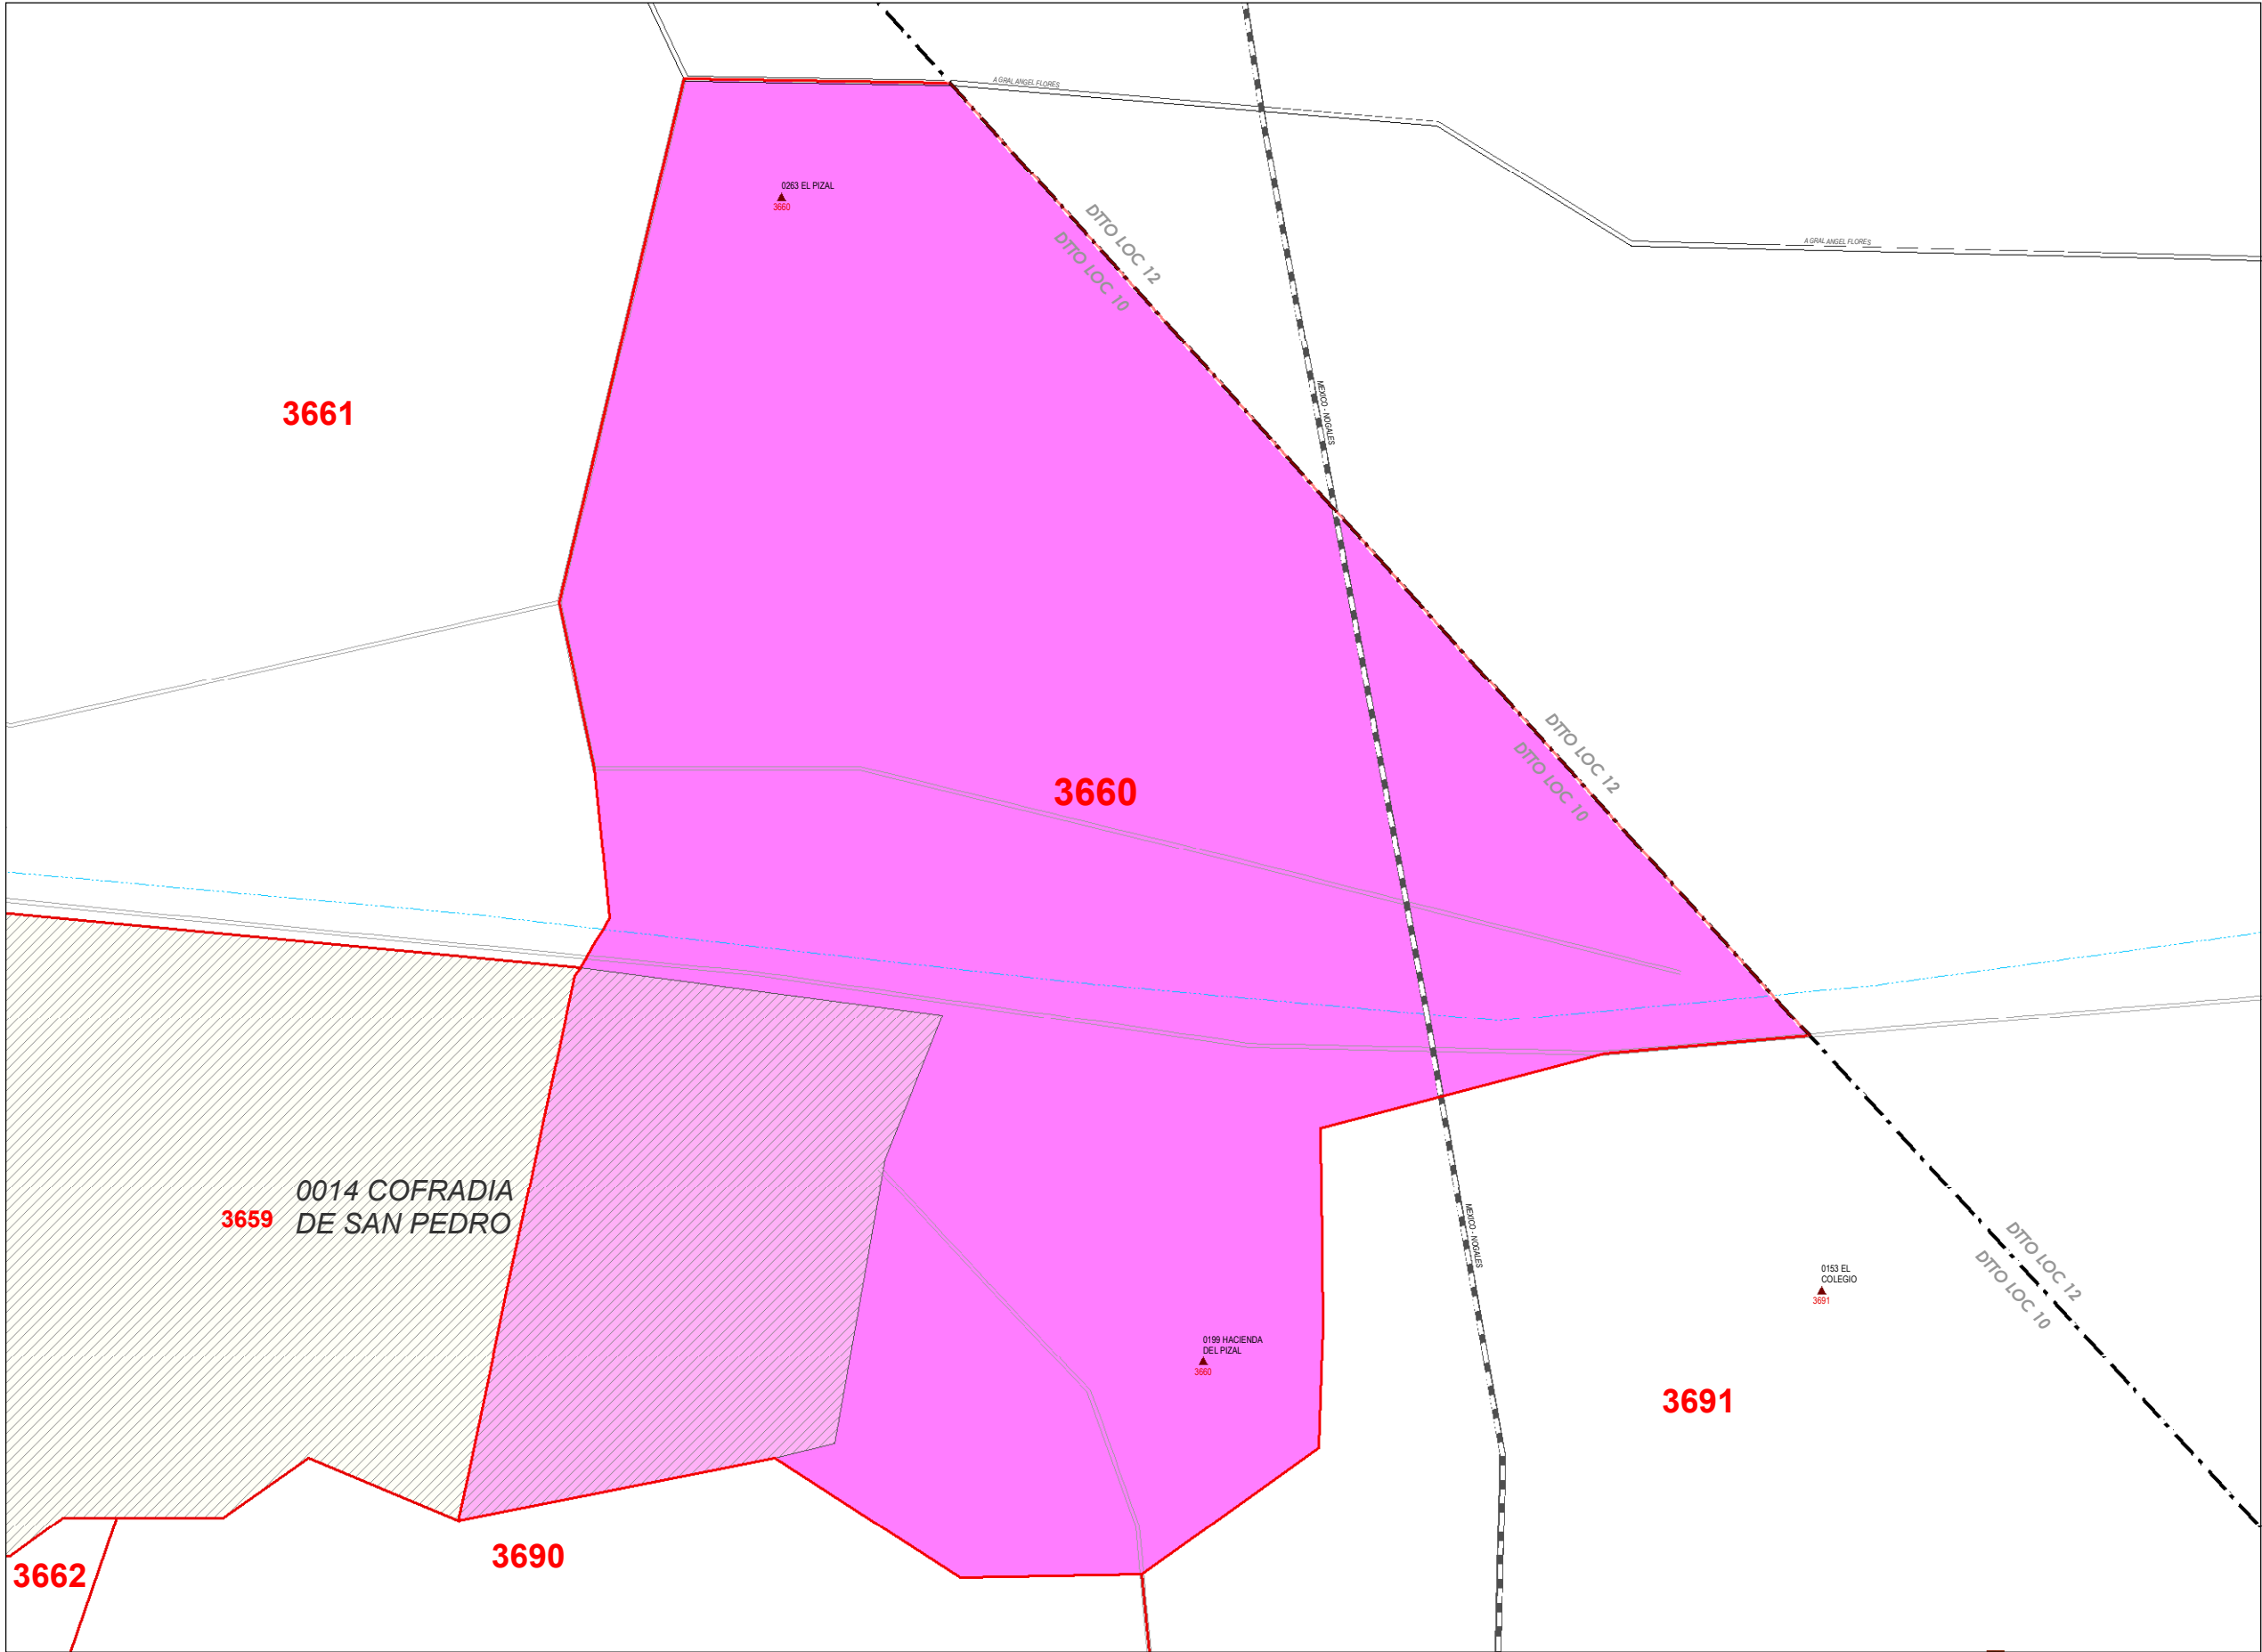 A GRAL ANGEL FLORES
0263 EL PIZAL
3660
DTTO LOC 12
DTTO LOC 10
A GRAL ANGEL FLORES
3661
MEXICO - NOGALES
DTTO LOC 12
DTTO LOC 10
3660
0014 COFRADIA
DE SAN PEDRO
3659
MEXICO - NOGALES
DTTO LOC 12
DTTO LOC 10
0153 EL
COLEGIO
3691
0199 HACIENDA
DEL PIZAL
3660
3691
3690
3662